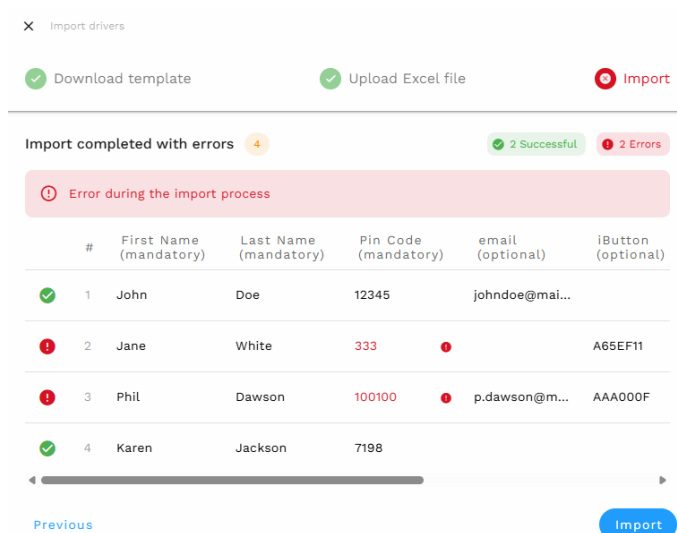 Import drivers
Download template
Upload Excel file
Import
Import completed with errors 4
2 Successful
2 Errors
Error during the import process
# First Name (mandatory) Last Name (mandatory) Pin Code (mandatory) email (optional) iButton (optional)
1 John Doe 12345 johndoe@mai...
2 Jane White 333 A65EF11
3 Phil Dawson 100100 p.dawson@m... AAA000F
4 Karen Jackson 7198
Previous
Import